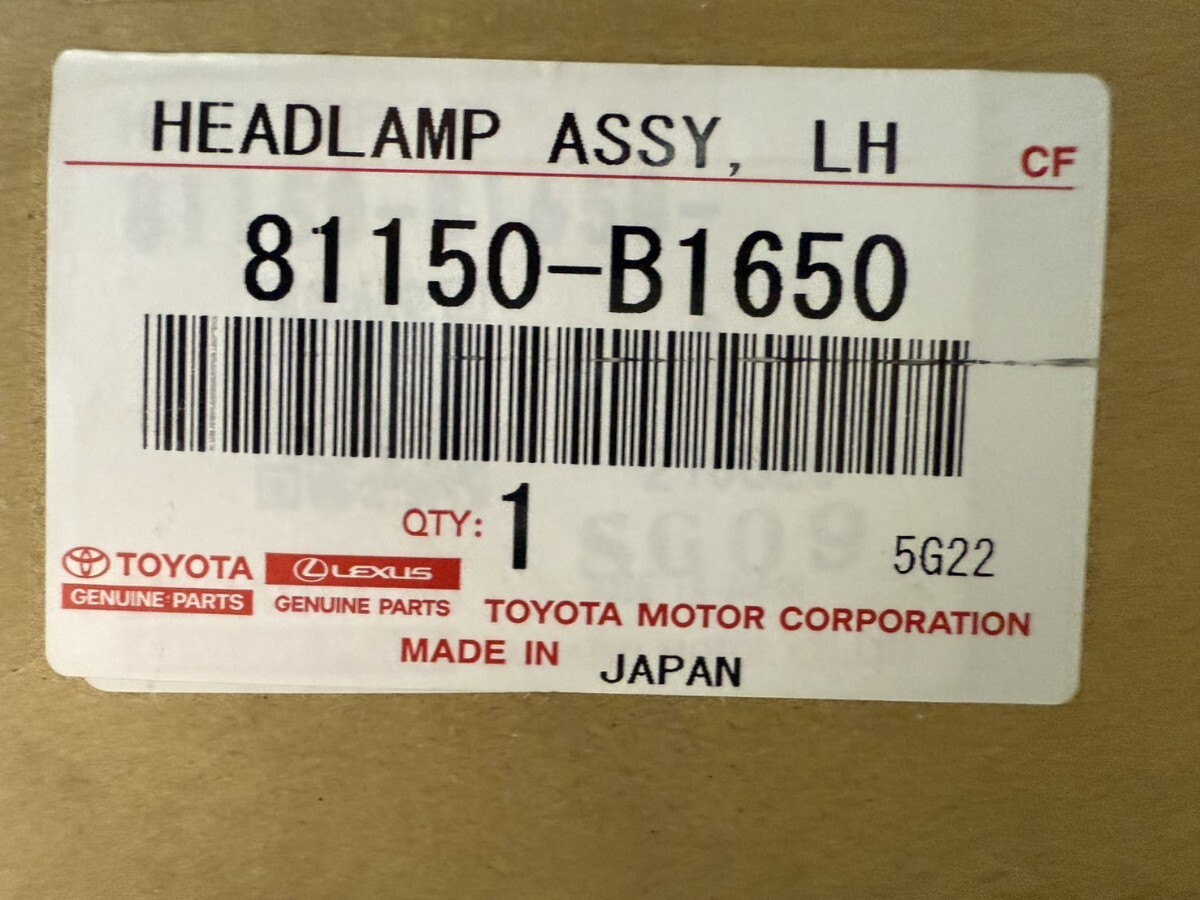 HEADLAMP ASSY, LH
CF
81150-B1650
QTY: 1
5G22
TOYOTA
GENUINE PARTS
LEXUS
GENUINE PARTS
TOYOTA MOTOR CORPORATION
MADE IN JAPAN